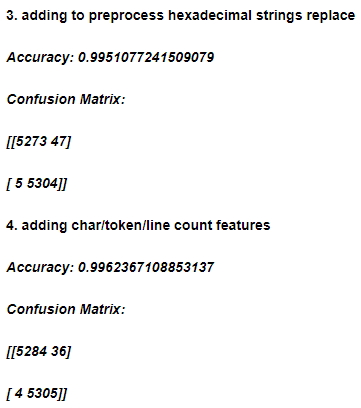 3. adding to preprocess hexadecimal strings replace
Accuracy: 0.9951077241509079
Confusion Matrix:
[[5273 47]
[ 5 5304]]
4. adding char/token/line count features
Accuracy: 0.9962367108853137
Confusion Matrix:
[[5284 36]
[ 4 5305]]